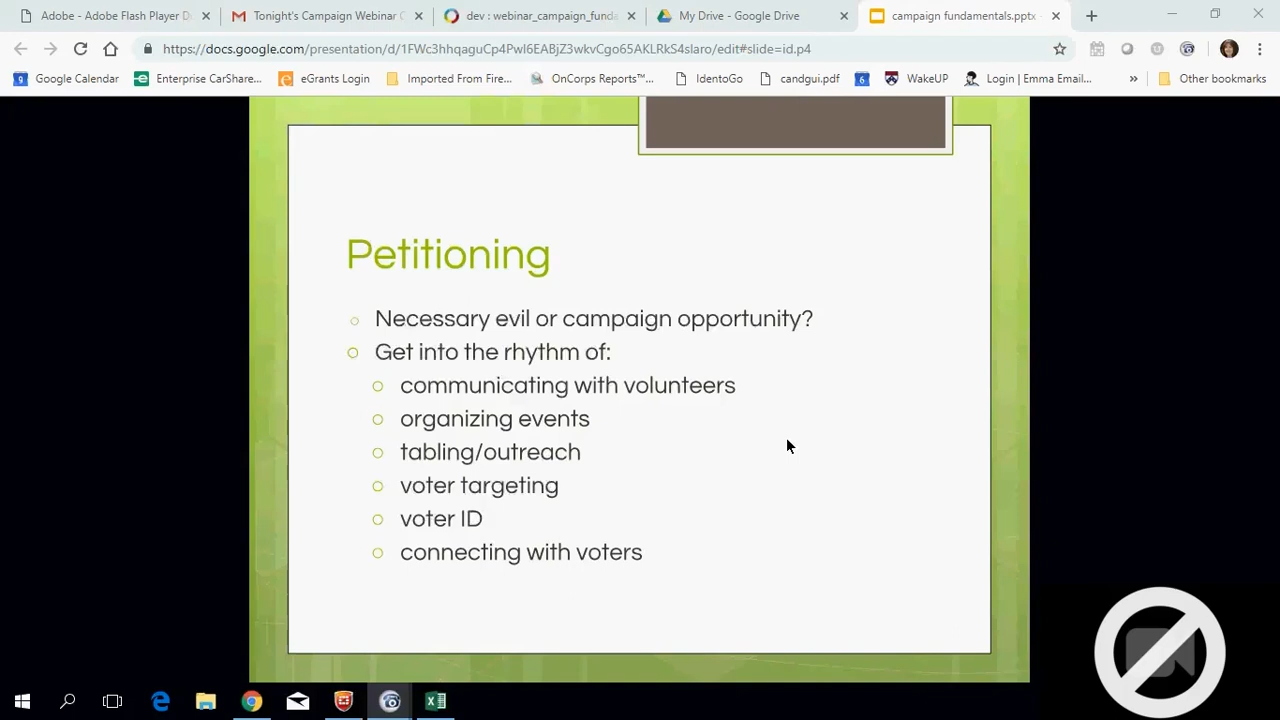 Adobe - Adobe Flash Player D
Tonight's Campaign Webinar C
dev : webinar_campaign_funda
My Drive - Google Drive
campaign fundamentals.pptx -
https://docs.google.com/presentation/d/1FWc3hhqaguCp4PwI6EABjZ3wkvCgo65AKLRkS4slaro/edit#slide=id.p4
9 Google Calendar
Enterprise CarShare...
eGrants Login
Imported From Fire...
OnCorps Reports™...
IdentoGo
candgui.pdf
6
WakeUP
Login | Emma Email...
»
Other bookmarks
Petitioning
Necessary evil or campaign opportunity?
Get into the rhythm of:
communicating with volunteers
organizing events
tabling/outreach
voter targeting
voter ID
connecting with voters